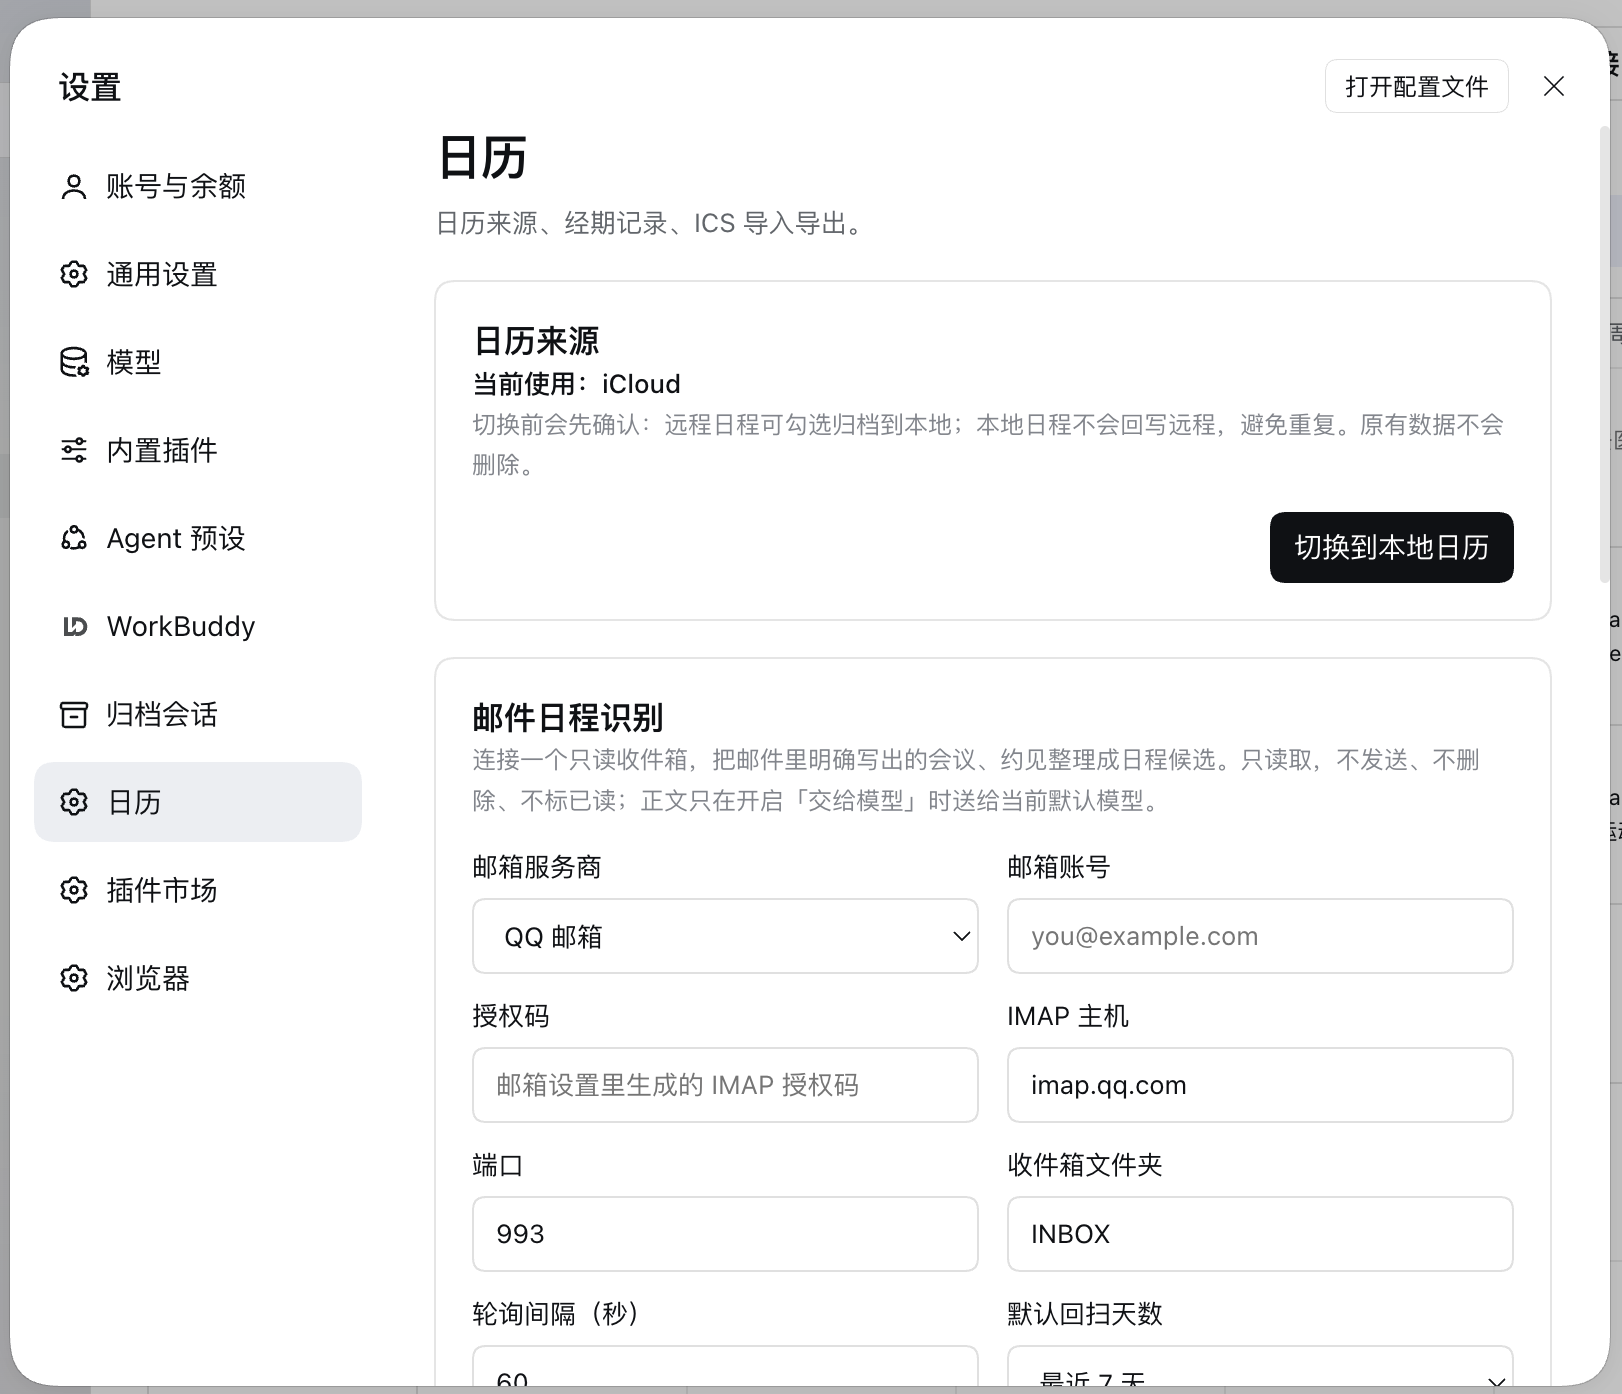 设置
打开配置文件
账号与余额
通用设置
模型
内置插件
Agent 预设
WorkBuddy
归档会话
日历
插件市场
浏览器
日历
日历来源、经期记录、ICS 导入导出。
日历来源
当前使用：iCloud
切换前会先确认：远程日程可勾选归档到本地；本地日程不会回写远程，避免重复。原有数据不会
删除。
切换到本地日历
邮件日程识别
连接一个只读收件箱，把邮件里明确写出的会议、约见整理成日程候选。只读取，不发送、不删
除、不标已读；正文只在开启「交给模型」时送给当前默认模型。
邮箱服务商
QQ 邮箱
邮箱账号
you@example.com
授权码
邮箱设置里生成的 IMAP 授权码
IMAP 主机
imap.qq.com
端口
993
收件箱文件夹
INBOX
轮询间隔（秒）
60
默认回扫天数
最近 7 天